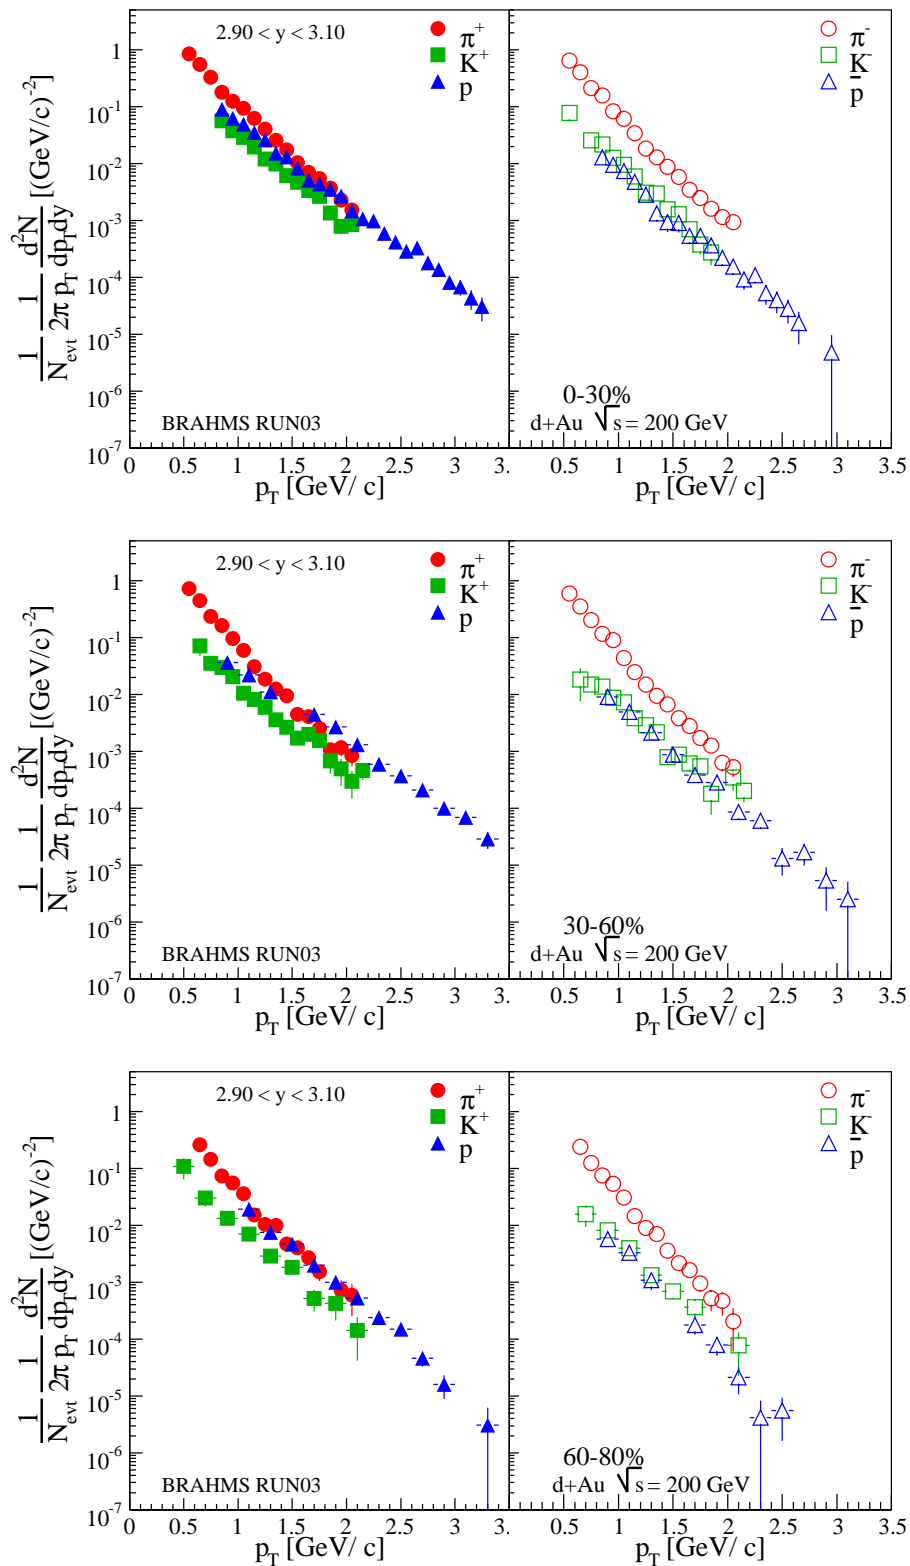 2.90 < y < 3.10
π+
K+
p
π-
K-
p̄
1
10^-1
10^-2
10^-3
10^-4
10^-5
10^-6
10^-7
1/N_evt 1/2π p_T d²N/dp_T dy [(GeV/c)^-2]
BRAHMS RUN03
0-30%
d+Au √s = 200 GeV
0.5 1 1.5 2 2.5 3 3.
0.5 1 1.5 2 2.5 3 3.5
p_T [GeV/ c]
p_T [GeV/ c]
2.90 < y < 3.10
π+
K+
p
π-
K-
p̄
1
10^-1
10^-2
10^-3
10^-4
10^-5
10^-6
10^-7
1/N_evt 1/2π p_T d²N/dp_T dy [(GeV/c)^-2]
BRAHMS RUN03
30-60%
d+Au √s = 200 GeV
0.5 1 1.5 2 2.5 3 3.
0.5 1 1.5 2 2.5 3 3.5
p_T [GeV/ c]
p_T [GeV/ c]
2.90 < y < 3.10
π+
K+
p
π-
K-
p̄
1
10^-1
10^-2
10^-3
10^-4
10^-5
10^-6
10^-7
1/N_evt 1/2π p_T d²N/dp_T dy [(GeV/c)^-2]
BRAHMS RUN03
60-80%
d+Au √s = 200 GeV
0.5 1 1.5 2 2.5 3 3.
0.5 1 1.5 2 2.5 3 3.5
p_T [GeV/ c]
p_T [GeV/ c]